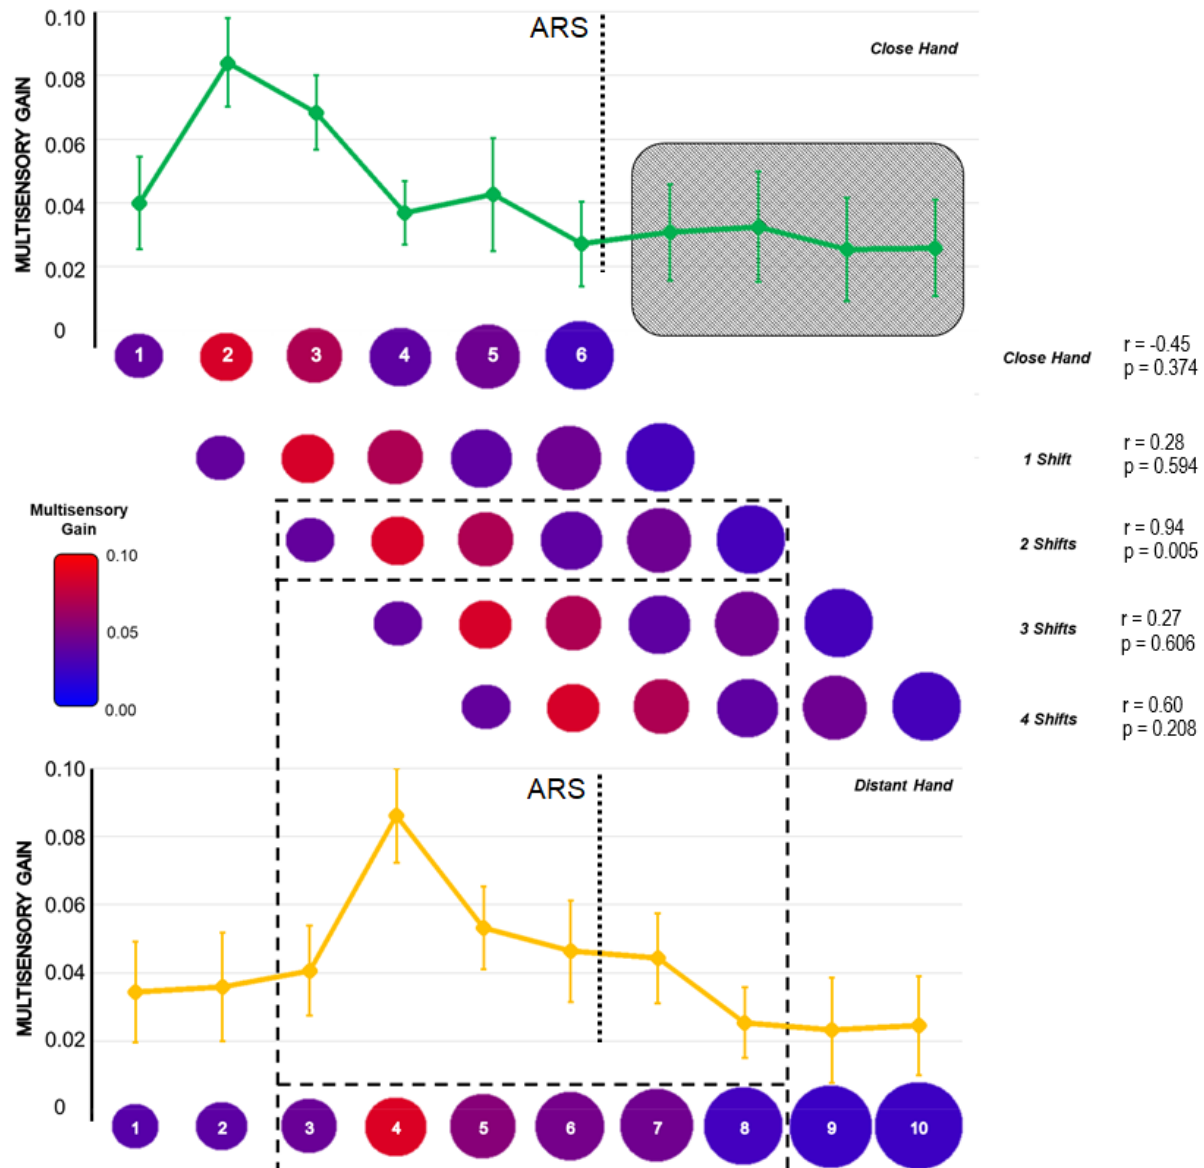 0.10
ARS
Close Hand
0.08
0.06
0.04
0.02
0
MULTISENSORY GAIN
1 2 3 4 5 6
Close Hand
r = -0.45
p = 0.374
1 Shift
r = 0.28
p = 0.594
Multisensory
Gain
0.10
0.05
0.00
2 Shifts
r = 0.94
p = 0.005
3 Shifts
r = 0.27
p = 0.606
4 Shifts
r = 0.60
p = 0.208
0.10
ARS
Distant Hand
0.08
0.06
0.04
0.02
0
MULTISENSORY GAIN
1 2 3 4 5 6 7 8 9 10